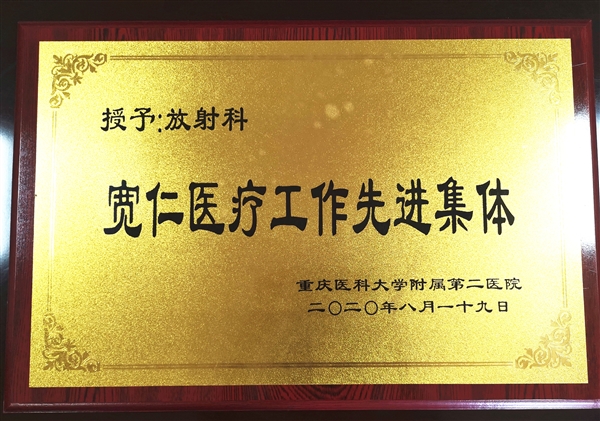 授予:放射科
宽仁医疗工作先进集体
重庆医科大学附属第二医院
二〇二〇年八月一十九日